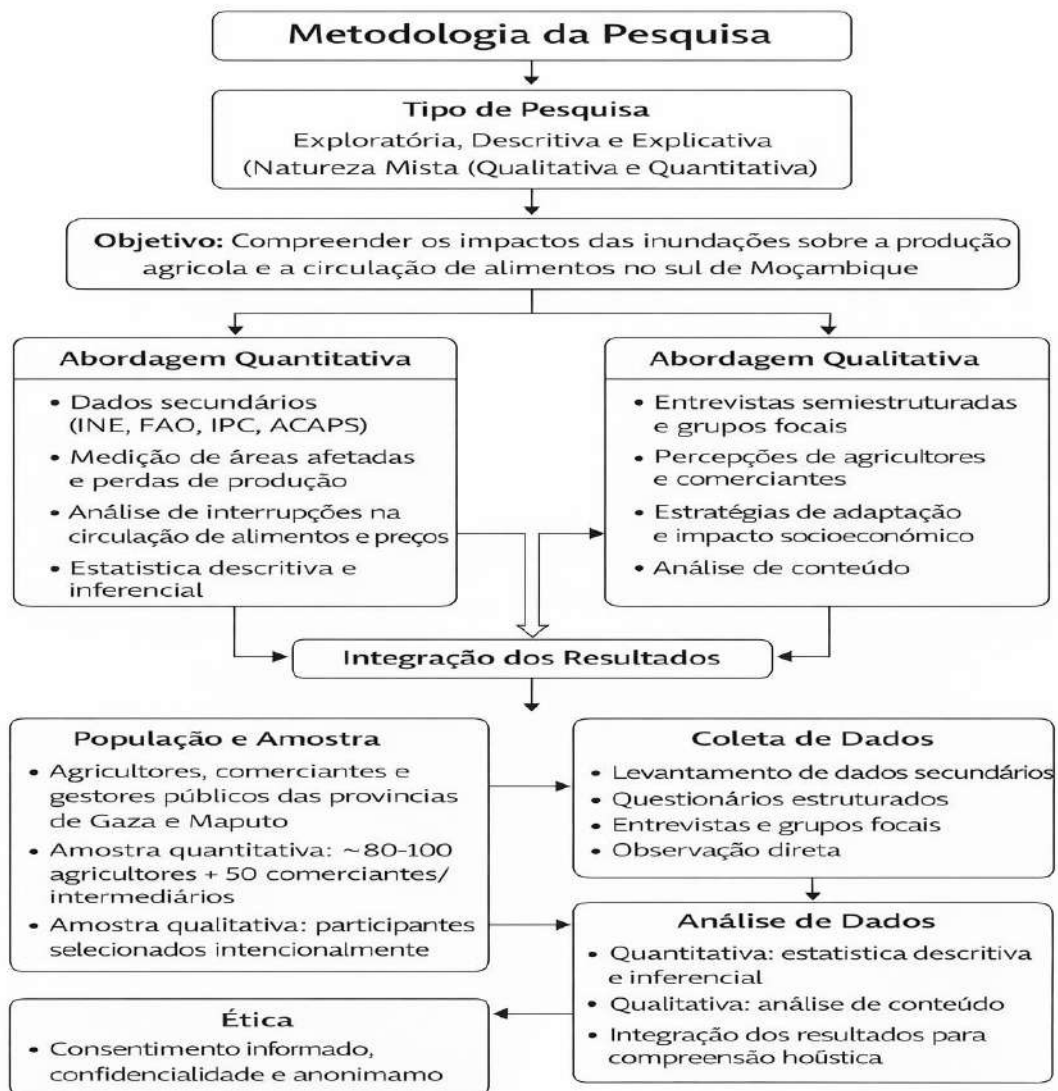 Metodologia da Pesquisa
Tipo de Pesquisa
Exploratória, Descritiva e Explicativa
(Natureza Mista (Qualitativa e Quantitativa)
Objetivo: Compreender os impactos das inundações sobre a produção
agrícola e a circulação de alimentos no sul de Moçambique
Abordagem Quantitativa
• Dados secundários
(INE, FAO, IPC, ACAPS)
• Medição de áreas afetadas
e perdas de produção
• Análise de interrupções na
circulação de alimentos e preços
• Estatistica descritiva e
inferencial
Abordagem Qualitativa
• Entrevistas semiestruturadas
e grupos focais
• Percepções de agricultores
e comerciantes
• Estratégias de adaptação
e impacto socioeconómico
• Análise de conteúdo
Integração dos Resultados
População e Amostra
• Agricultores, comerciantes e
gestores públicos das provincias
de Gaza e Maputo
• Amostra quantitativa: ~80-100
agricultores + 50 comerciantes/
intermediários
• Amostra qualitativa: participantes
selecionados intencionalmente
Coleta de Dados
• Levantamento de dados secundários
• Questionários estruturados
• Entrevistas e grupos focais
• Observação direta
Análise de Dados
• Quantitativa: estatistica descritiva
e inferencial
• Qualitativa: análise de conteúdo
• Integração dos resultados para
compreensão hoústica
Ética
• Consentimento informado,
confidencialidade e anonimamo